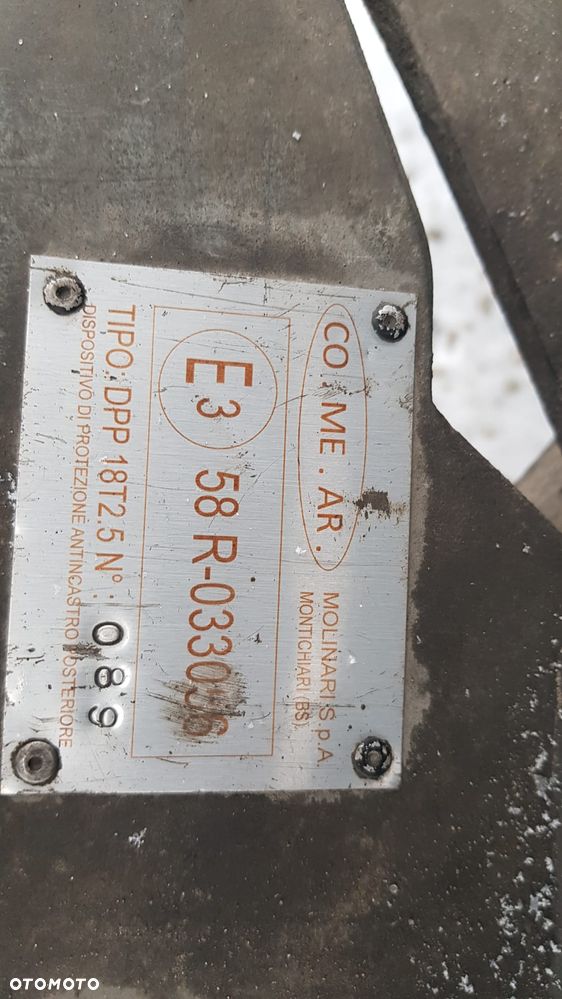 CO.ME.AR. MOLINARI S.p.A
MONTICHIARI (BS)
E3 58 R-033096
TIPO: DPP 18T2.5 N°: 089
DISPOSITIVO DI PROTEZIONE ANTINCASTRO POSTERIORE
OTOMOTO